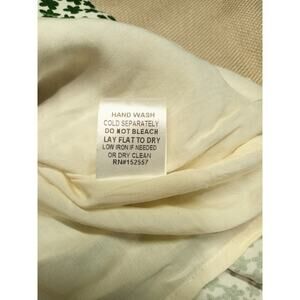 HAND WASH
COLD SEPARATELY
DO NOT BLEACH
LAY FLAT TO DRY
LOW IRON IF NEEDED
OR DRY CLEAN
RN#152557